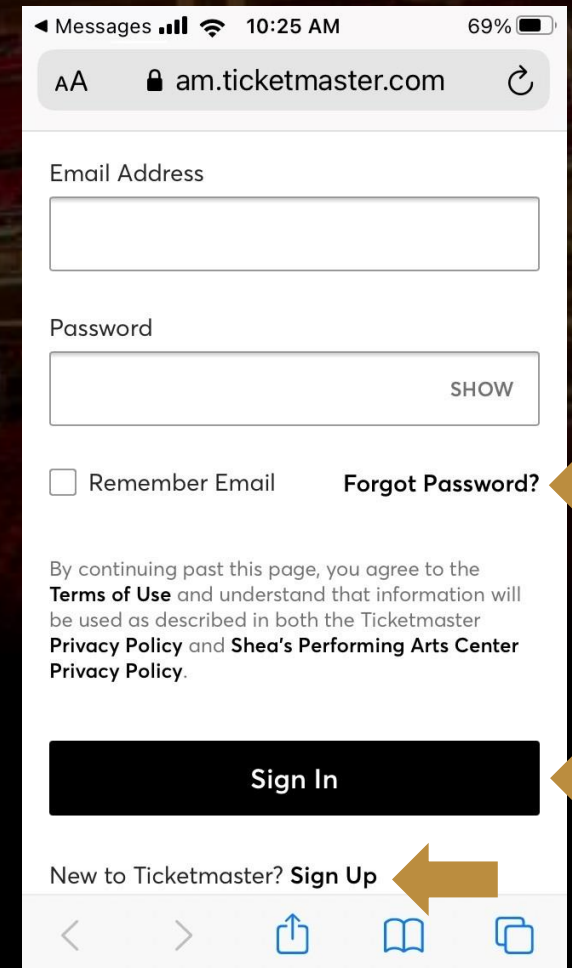 Messages 10:25 AM 69%
AA am.ticketmaster.com
Email Address
Password
SHOW
Remember Email Forgot Password?
By continuing past this page, you agree to the
Terms of Use and understand that information will
be used as described in both the Ticketmaster
Privacy Policy and Shea's Performing Arts Center
Privacy Policy.
Sign In
New to Ticketmaster? Sign Up